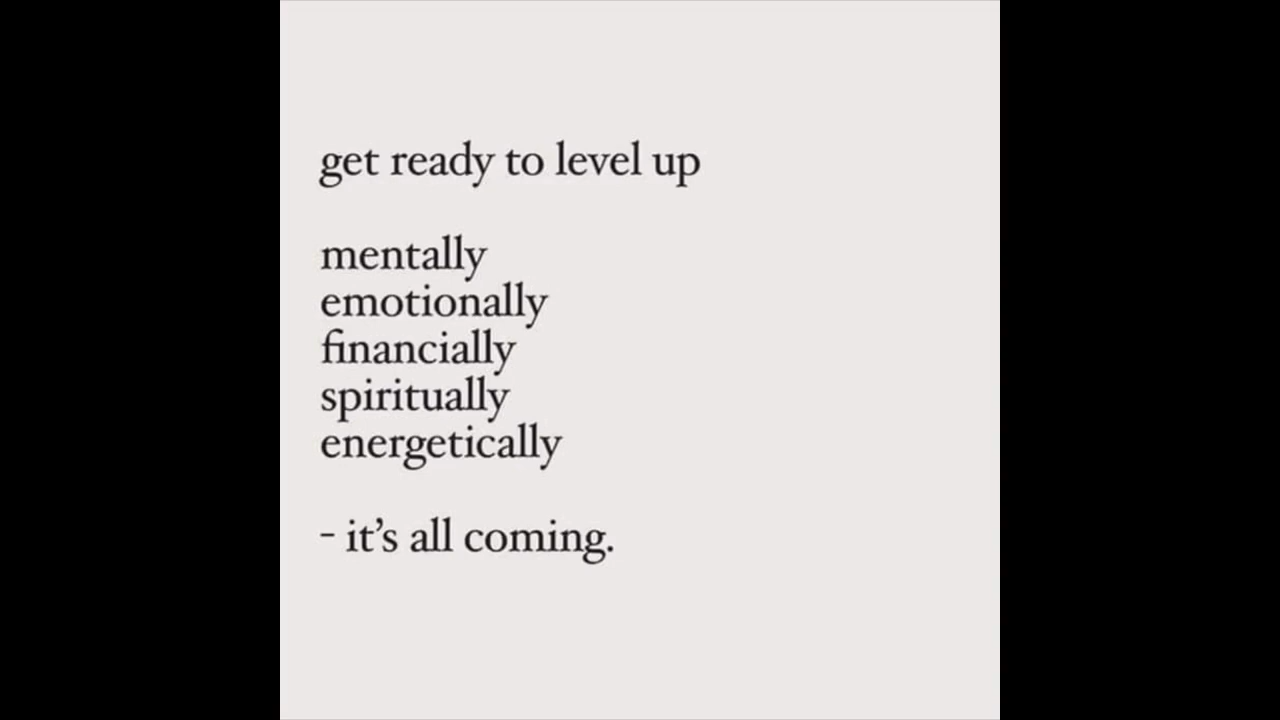 get ready to level up
mentally
emotionally
financially
spiritually
energetically
- it’s all coming.